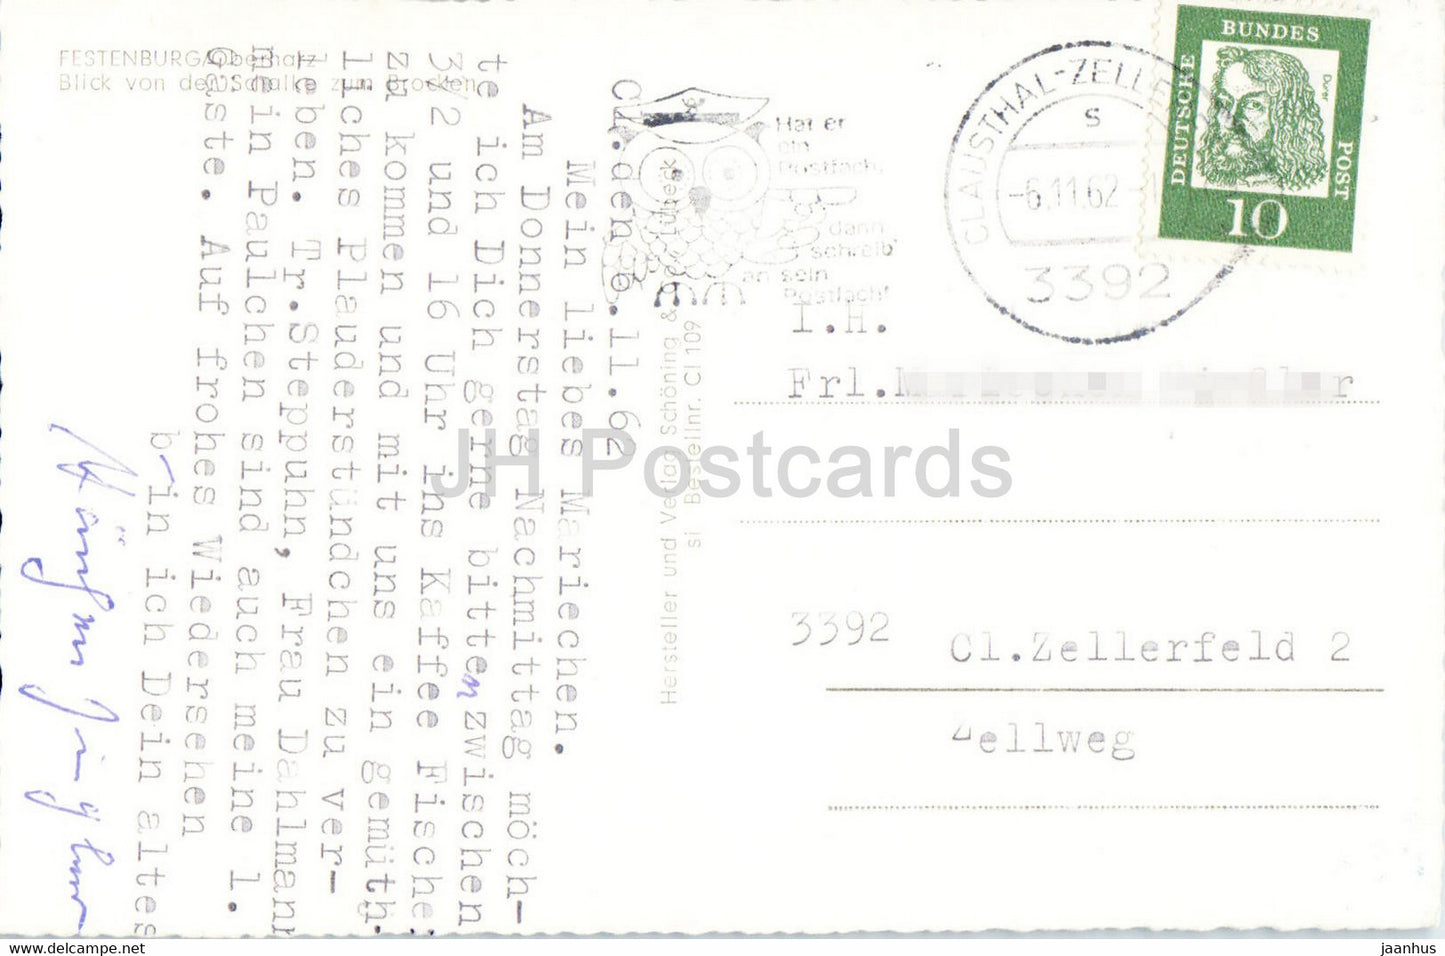 FESTENBURG/Oberharz
Blick von der Schalke zum Brocken
Cl.den 5.11.62
Mein liebes Mariechen.
Am Donnerstag Nachmittag möch-
te ich Dich gerne bitten zwischen
3½ und 16 Uhr ins Kaffee Fischer
zu kommen und mit uns ein gemüth-
liches Plauderstündchen zu ver-
leben. Tr.Steppuhn, Frau Dahlmann
mein Paulchen sind auch meine l.
Gäste. Auf frohes Wiedersehen
bin ich Dein altes
Hersteller und Verlag Schöning & Co., Lübeck
si Bestellnr. Cl 109
Hat er
ein
Postfach,
dann
schreib'
an sein
Postfach!
CLAUSTHAL-ZELLERFELD
s
-6.11.62-
3392
DEUTSCHE
BUNDES
POST
Dürer
10
I.H.
Frl.
3392 Cl.Zellerfeld 2
Zellweg
JH Postcards
https://www.delcampe.net
jaanhus